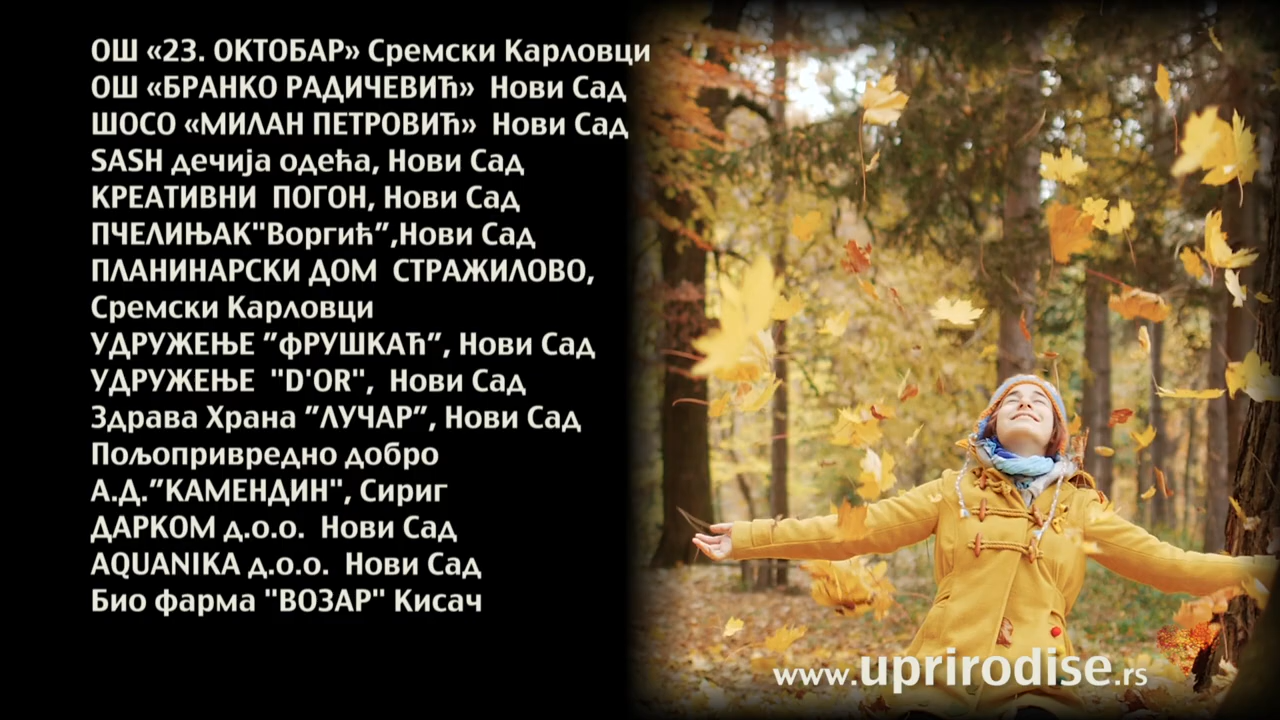 ОШ «23. ОКТОБАР» Сремски Карловци
ОШ «БРАНКО РАДИЧЕВИЋ» Нови Сад
ШОСО «МИЛАН ПЕТРОВИЋ» Нови Сад
SASH дечија одећа, Нови Сад
КРЕАТИВНИ ПОГОН, Нови Сад
ПЧЕЛИЊАК"Воргић”,Нови Сад
ПЛАНИНАРСКИ ДОМ СТРАЖИЛОВО,
Сремски Карловци
УДРУЖЕЊЕ ”ФРУШКАЋ”, Нови Сад
УДРУЖЕЊЕ "D'OR", Нови Сад
Здрава Храна ”ЛУЧАР”, Нови Сад
Пољопривредно добро
А.Д.”КАМЕНДИН", Сириг
ДАРКОМ д.о.о. Нови Сад
AQUANIKA д.о.о. Нови Сад
Био фарма "ВОЗАР" Кисач
www.uprirodise.rs